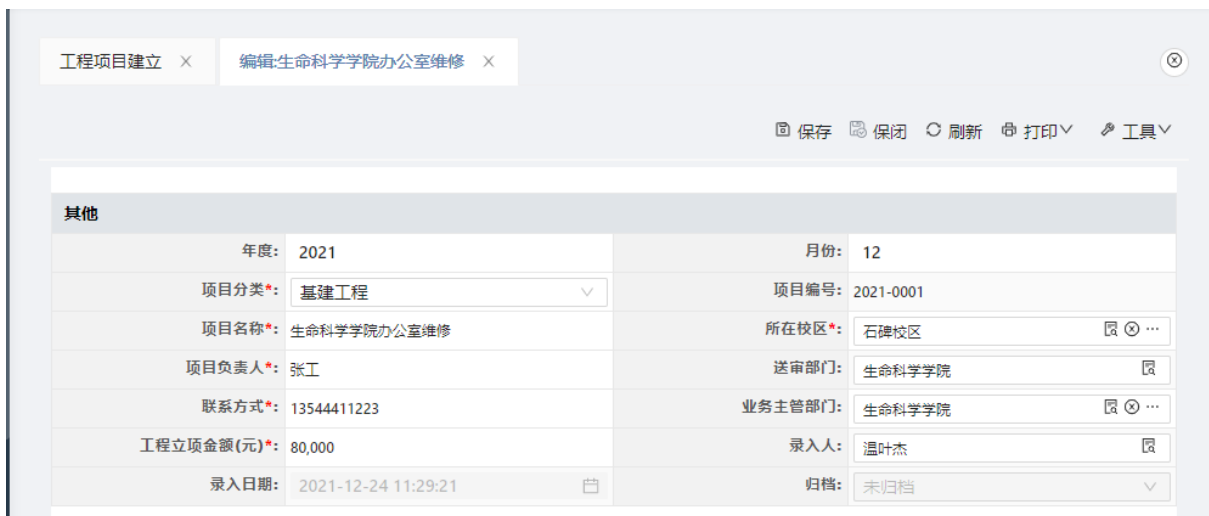 工程项目建立
编辑:生命科学学院办公室维修
保存 保闭 刷新 打印 工具
其他
年度: 2021 月份: 12
项目分类*: 基建工程 项目编号: 2021-0001
项目名称*: 生命科学学院办公室维修 所在校区*: 石碑校区
项目负责人*: 张工 送审部门: 生命科学学院
联系方式*: 13544411223 业务主管部门: 生命科学学院
工程立项金额(元)*: 80,000 录入人: 温叶杰
录入日期: 2021-12-24 11:29:21 归档: 未归档